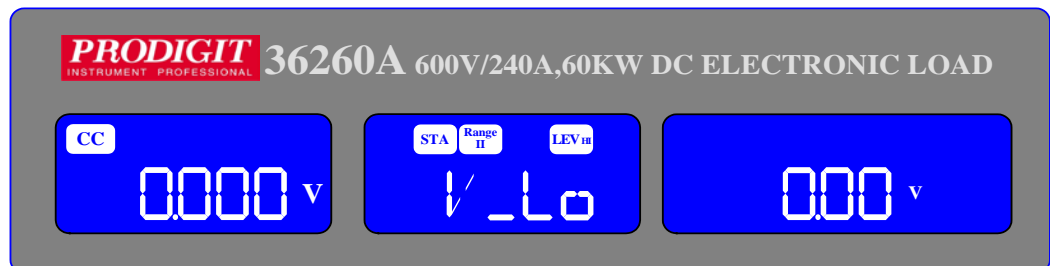 PRODIGIT 36260A 600V/240A,60KW DC ELECTRONIC LOAD
INSTRUMENT PROFESSIONAL
CC STA Range II LEV HI
0.000 V V_Lo 0.00 V